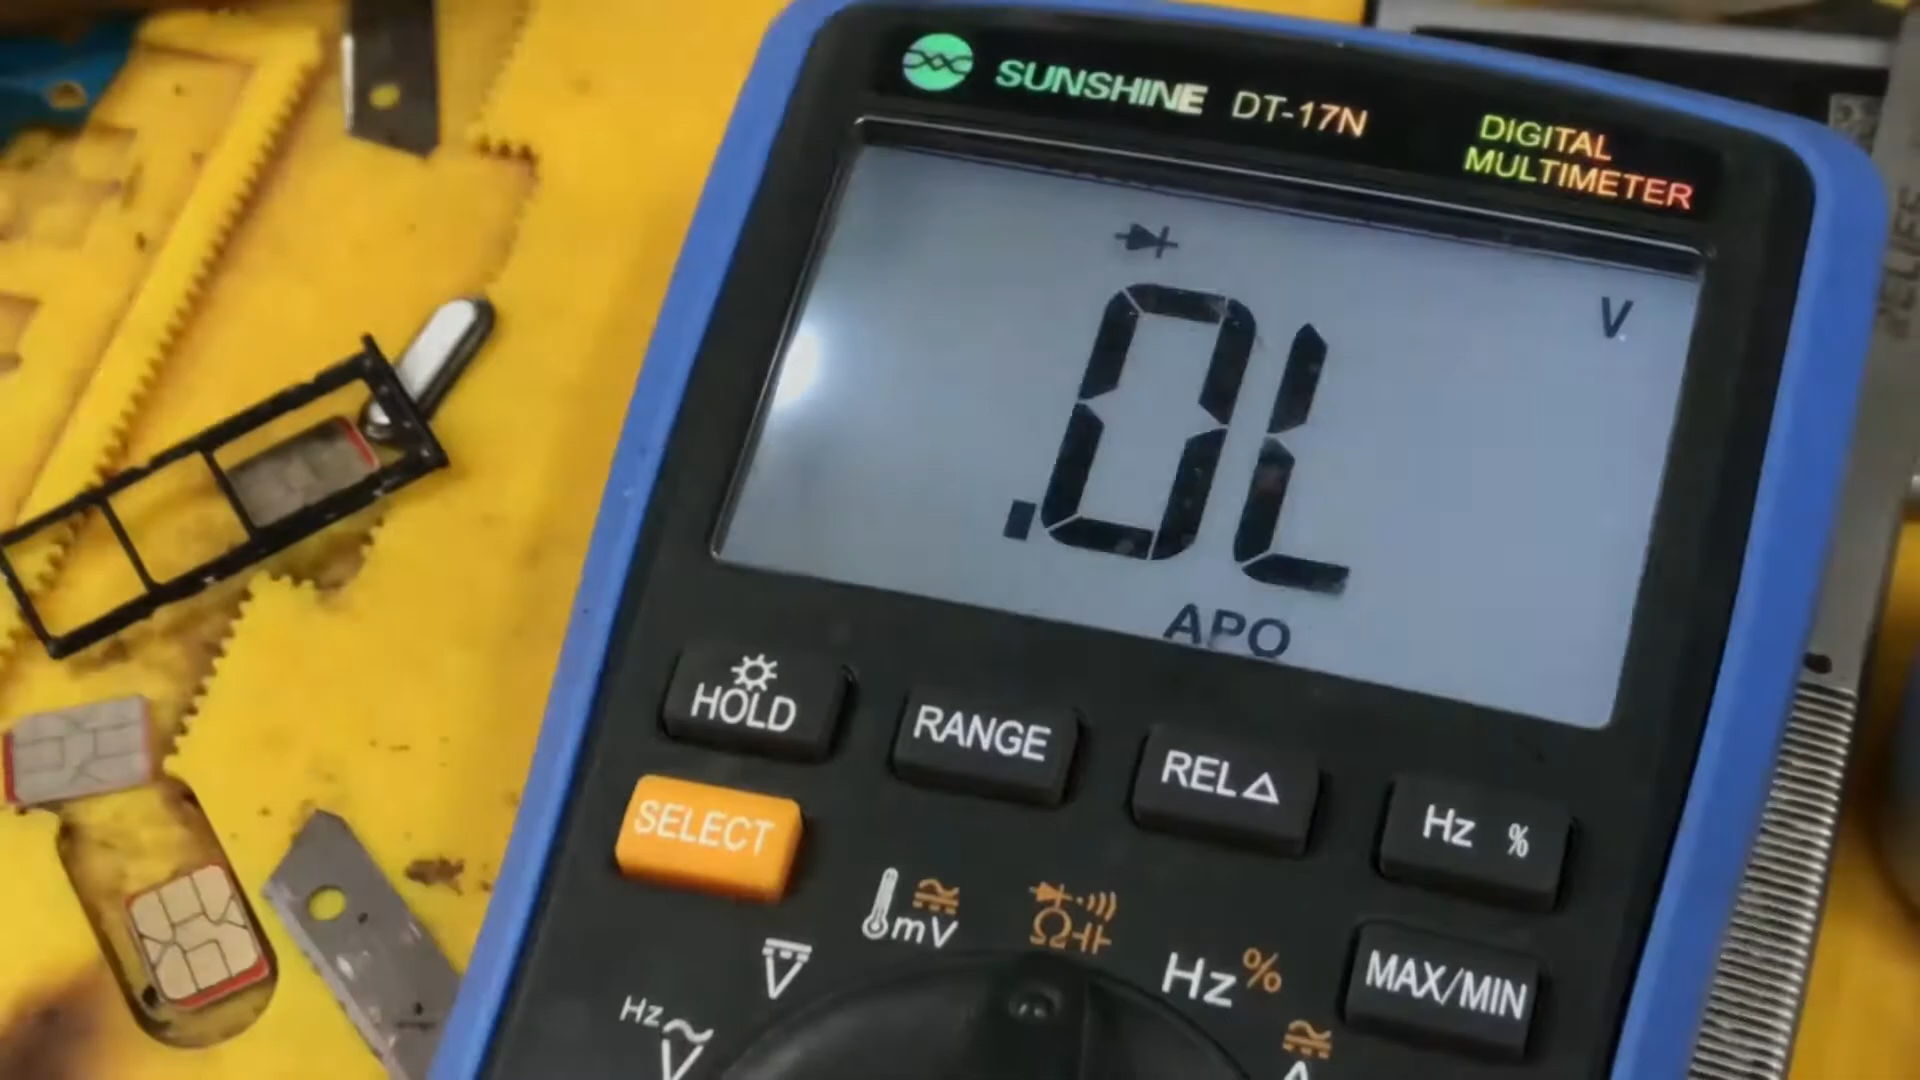 SUNSHINE DT-17N
DIGITAL
MULTIMETER
V
.0L
APO
HOLD
RANGE
REL△
Hz %
SELECT
mV
Ω
Hz%
MAX/MIN
V
Hz
V